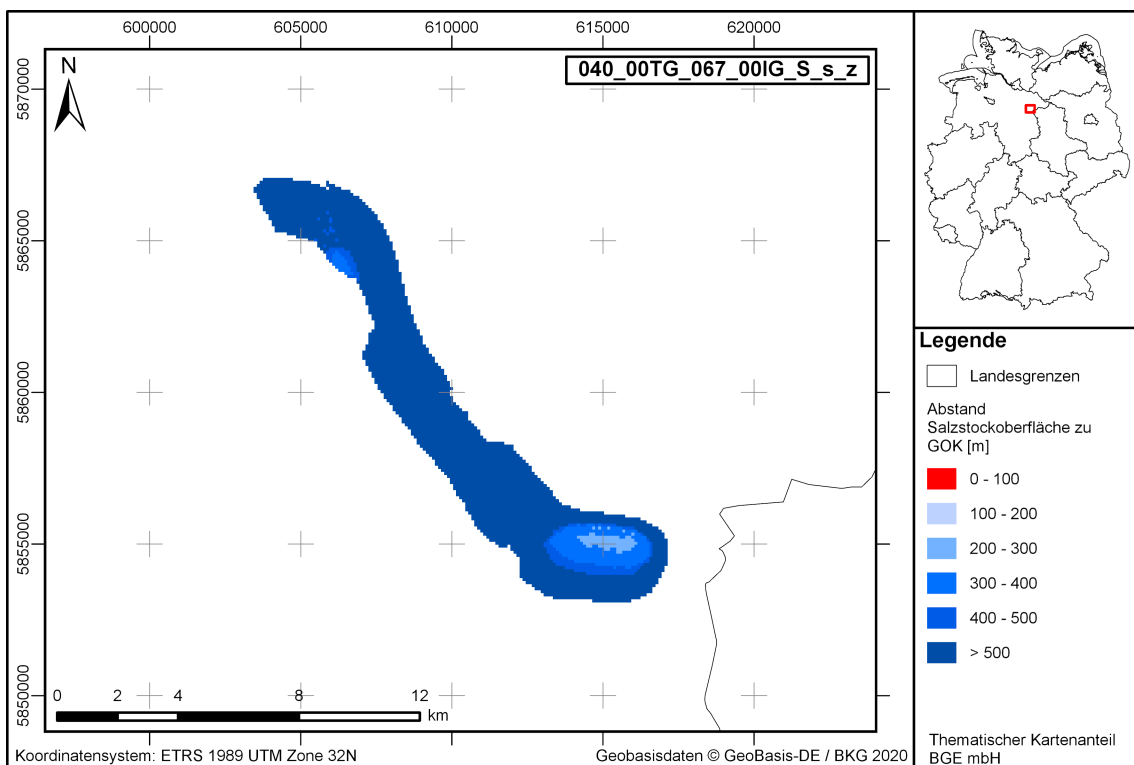 600000
605000
610000
615000
620000
5870000
5865000
5860000
5855000
5850000
N
040_00TG_067_00IG_S_s_z
0
2
4
8
12
km
Koordinatensystem: ETRS 1989 UTM Zone 32N
Geobasisdaten © GeoBasis-DE / BKG 2020
Legende
Landesgrenzen
Abstand
Salzstockoberfläche zu
GOK [m]
0 - 100
100 - 200
200 - 300
300 - 400
400 - 500
> 500
Thematischer Kartenanteil
BGE mbH